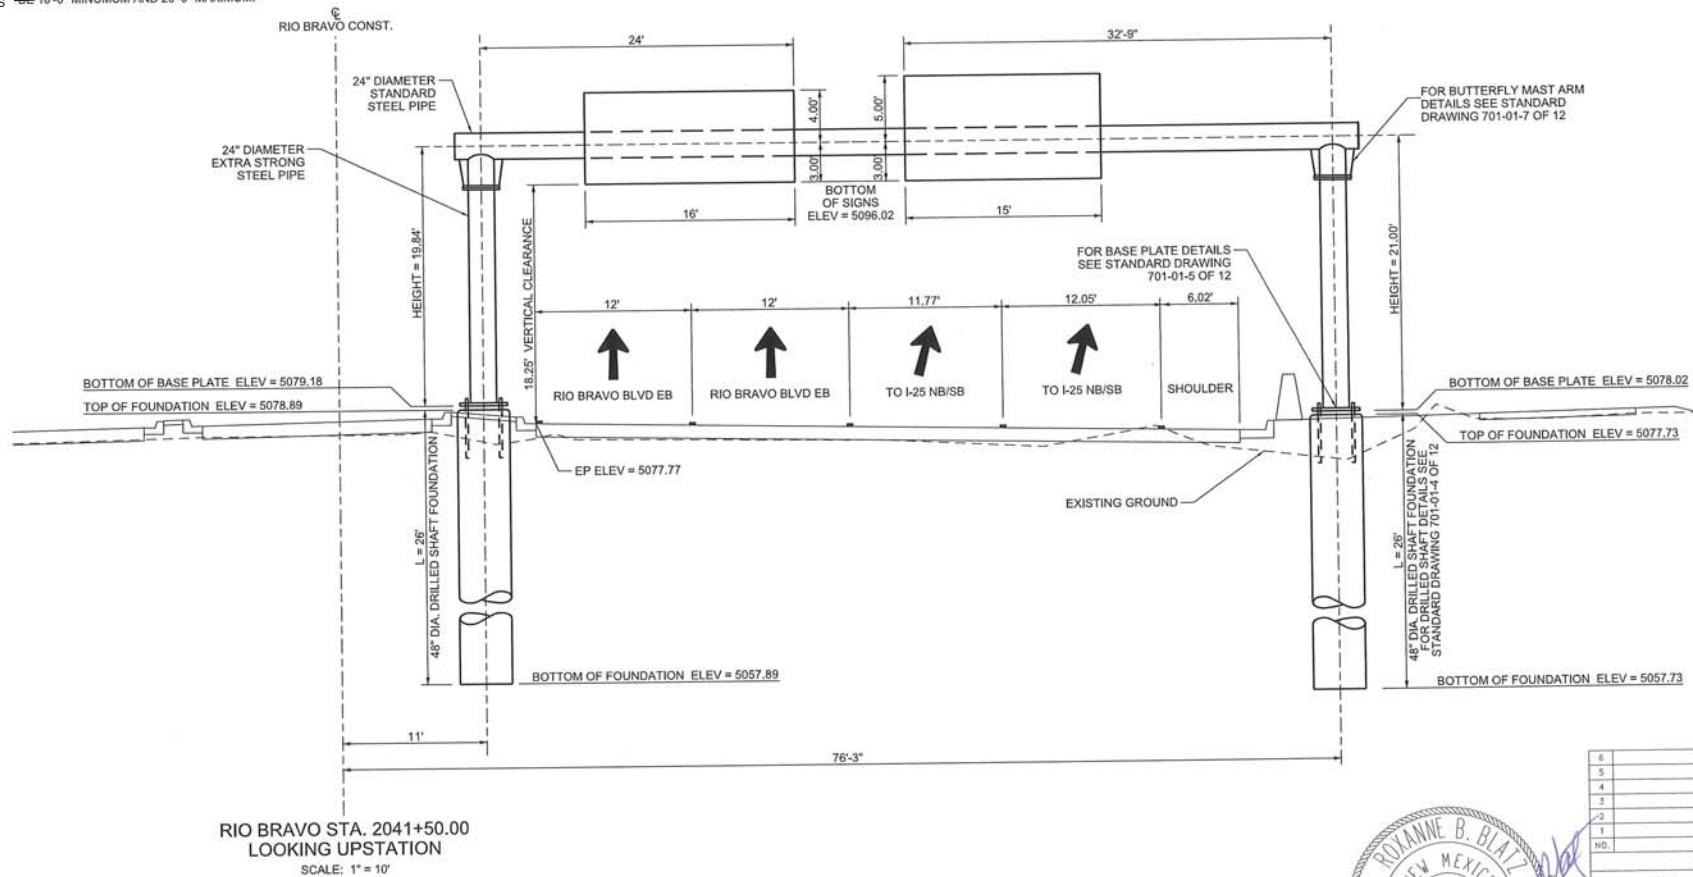 RIO BRAVO CONST.
24'
32'-9"
24" DIAMETER
STANDARD
STEEL PIPE
24" DIAMETER
EXTRA STRONG
STEEL PIPE
4.00'
5.00'
3.00'
3.00'
FOR BUTTERFLY MAST ARM
DETAILS SEE STANDARD
DRAWING 701-01-7 OF 12
BOTTOM
OF SIGNS
ELEV = 5096.02
16'
15'
HEIGHT = 19.84'
18.25' VERTICAL CLEARANCE
FOR BASE PLATE DETAILS
SEE STANDARD DRAWING
701-01-5 OF 12
HEIGHT = 21.00'
12'
12'
11.77'
12.05'
6.02'
RIO BRAVO BLVD EB
RIO BRAVO BLVD EB
TO I-25 NB/SB
TO I-25 NB/SB
SHOULDER
BOTTOM OF BASE PLATE ELEV = 5079.18
TOP OF FOUNDATION ELEV = 5078.89
BOTTOM OF BASE PLATE ELEV = 5078.02
TOP OF FOUNDATION ELEV = 5077.73
EP ELEV = 5077.77
EXISTING GROUND
L = 26'
48" DIA. DRILLED SHAFT FOUNDATION
L = 26'
48" DIA. DRILLED SHAFT FOUNDATION
FOR DRILLED SHAFT DETAILS SEE
STANDARD DRAWING 701-01-4 OF 12
BOTTOM OF FOUNDATION ELEV = 5057.89
BOTTOM OF FOUNDATION ELEV = 5057.73
11'
76'-3"
RIO BRAVO STA. 2041+50.00
LOOKING UPSTATION
SCALE: 1" = 10'
ROXANNE B. BLATZ
NEW MEXICO
6
5
4
3
2
1
NO.